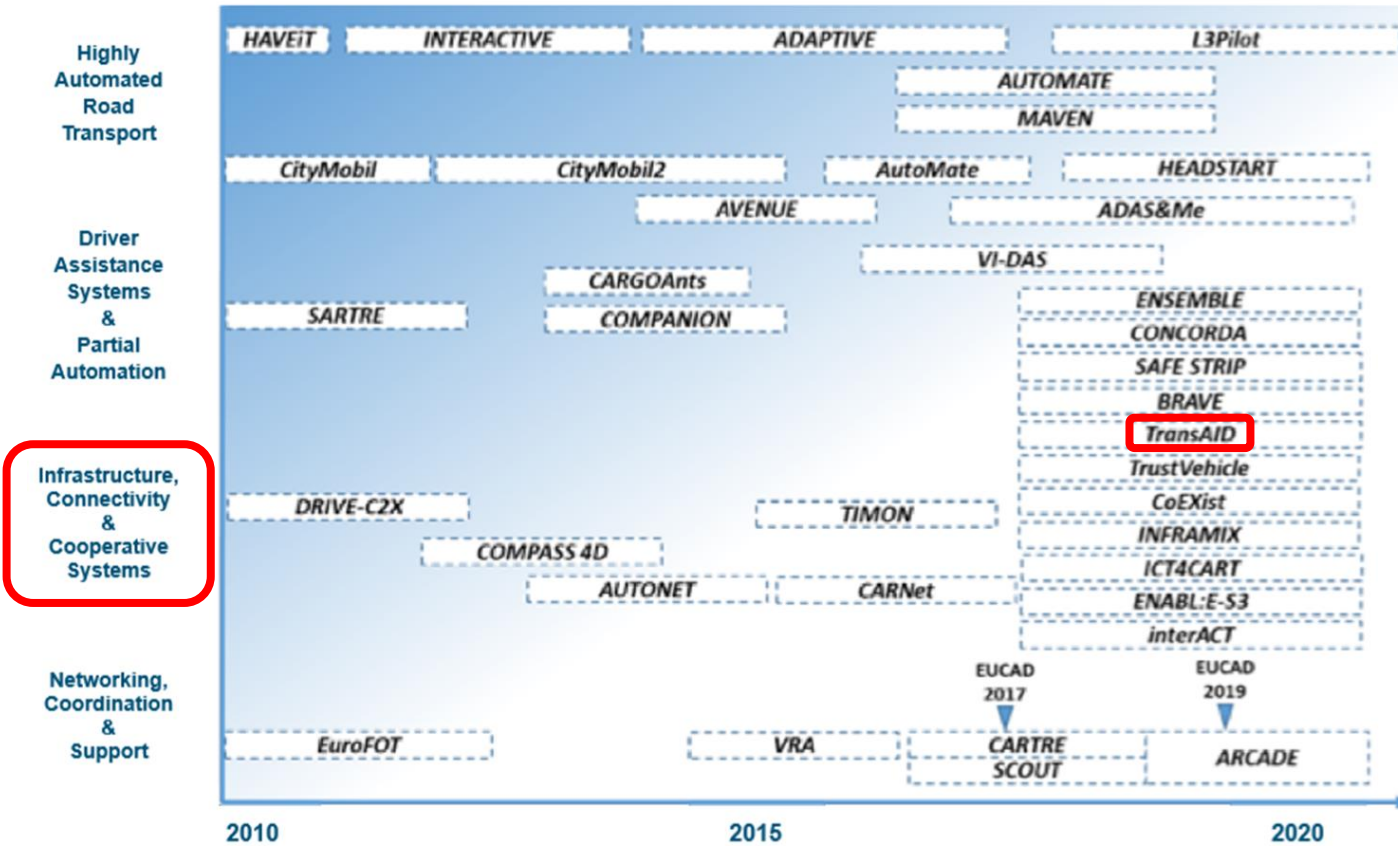 Highly
Automated
Road
Transport
HAVEiT
INTERACTIVE
ADAPTIVE
L3Pilot
AUTOMATE
MAVEN
CityMobil
CityMobil2
AutoMate
HEADSTART
AVENUE
ADAS&Me
Driver
Assistance
Systems
&
Partial
Automation
VI-DAS
CARGOAnts
SARTRE
COMPANION
ENSEMBLE
CONCORDA
SAFE STRIP
BRAVE
TransAID
TrustVehicle
CoEXist
INFRAMIX
ICT4CART
ENABL:E-S3
interACT
Infrastructure,
Connectivity
&
Cooperative
Systems
DRIVE-C2X
TIMON
COMPASS 4D
AUTONET
CARNet
Networking,
Coordination
&
Support
EUCAD
2017
EUCAD
2019
EuroFOT
VRA
CARTRE
SCOUT
ARCADE
2010
2015
2020